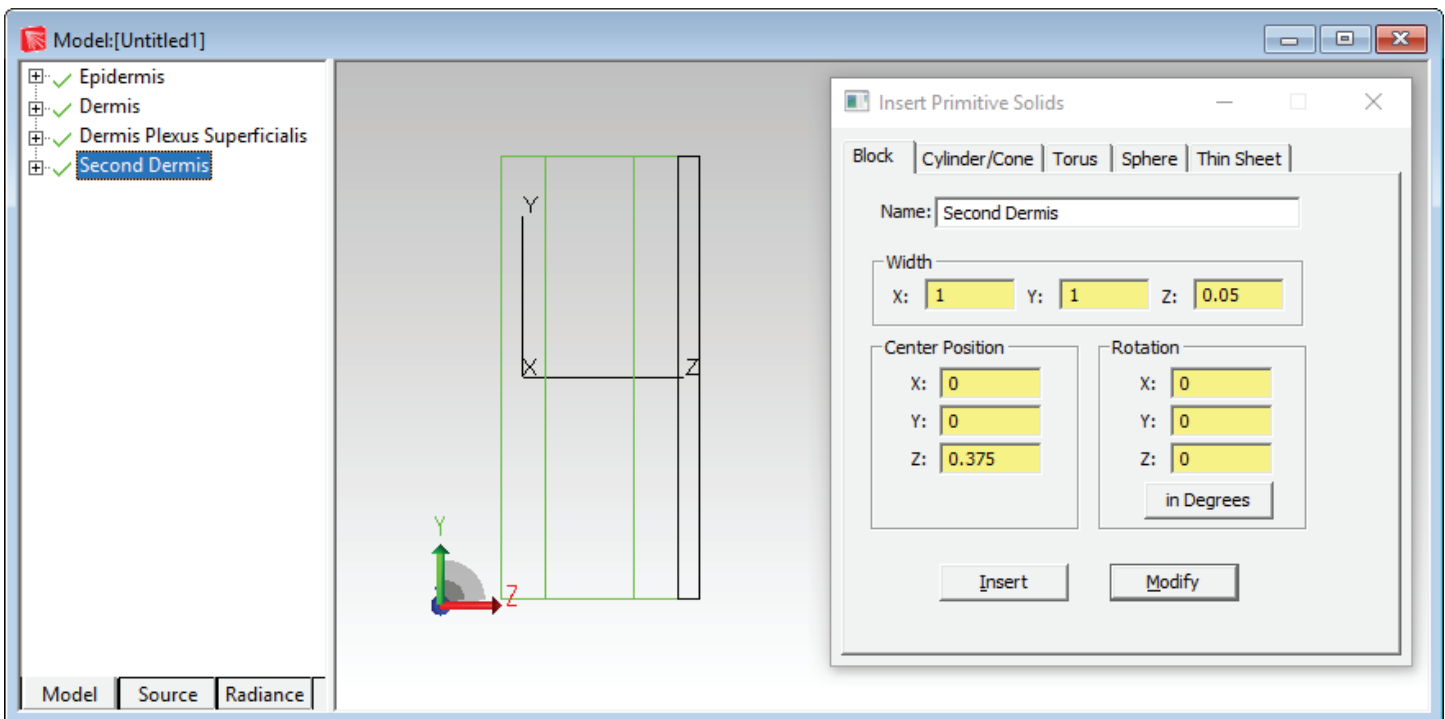 Model:[Untitled1]
Epidermis
Dermis
Dermis Plexus Superficialis
Second Dermis
Model Source Radiance
Y
X Z
Y
Z
Insert Primitive Solids
Block Cylinder/Cone Torus Sphere Thin Sheet
Name: Second Dermis
Width
X: 1 Y: 1 Z: 0.05
Center Position
X: 0
Y: 0
Z: 0.375
Rotation
X: 0
Y: 0
Z: 0
in Degrees
Insert Modify